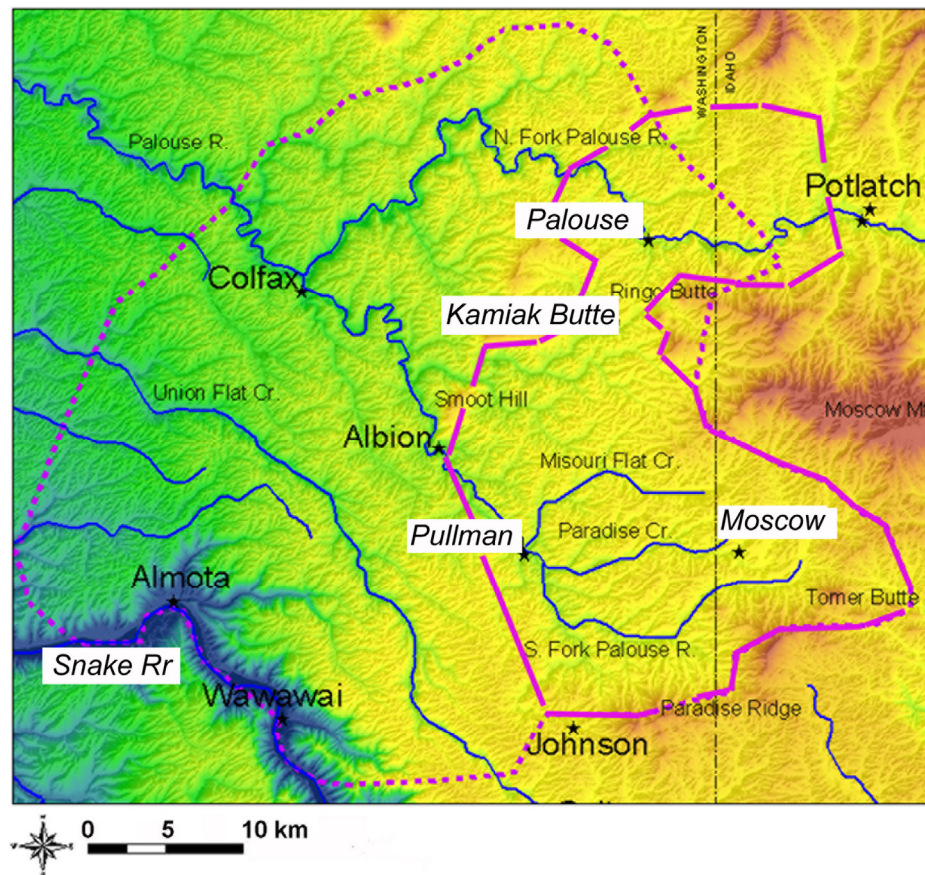 WASHINGTON
IDAHO
Palouse R.
N. Fork Palouse R.
Potlatch
Palouse
Colfax
Ringo Butte
Kamiak Butte
Union Flat Cr.
Smoot Hill
Moscow Mt
Albion
Misouri Flat Cr.
Pullman
Paradise Cr.
Moscow
Almota
Tomer Butte
Snake Rr
S. Fork Palouse R.
Wawawai
Paradise Ridge
Johnson
0 5 10 km